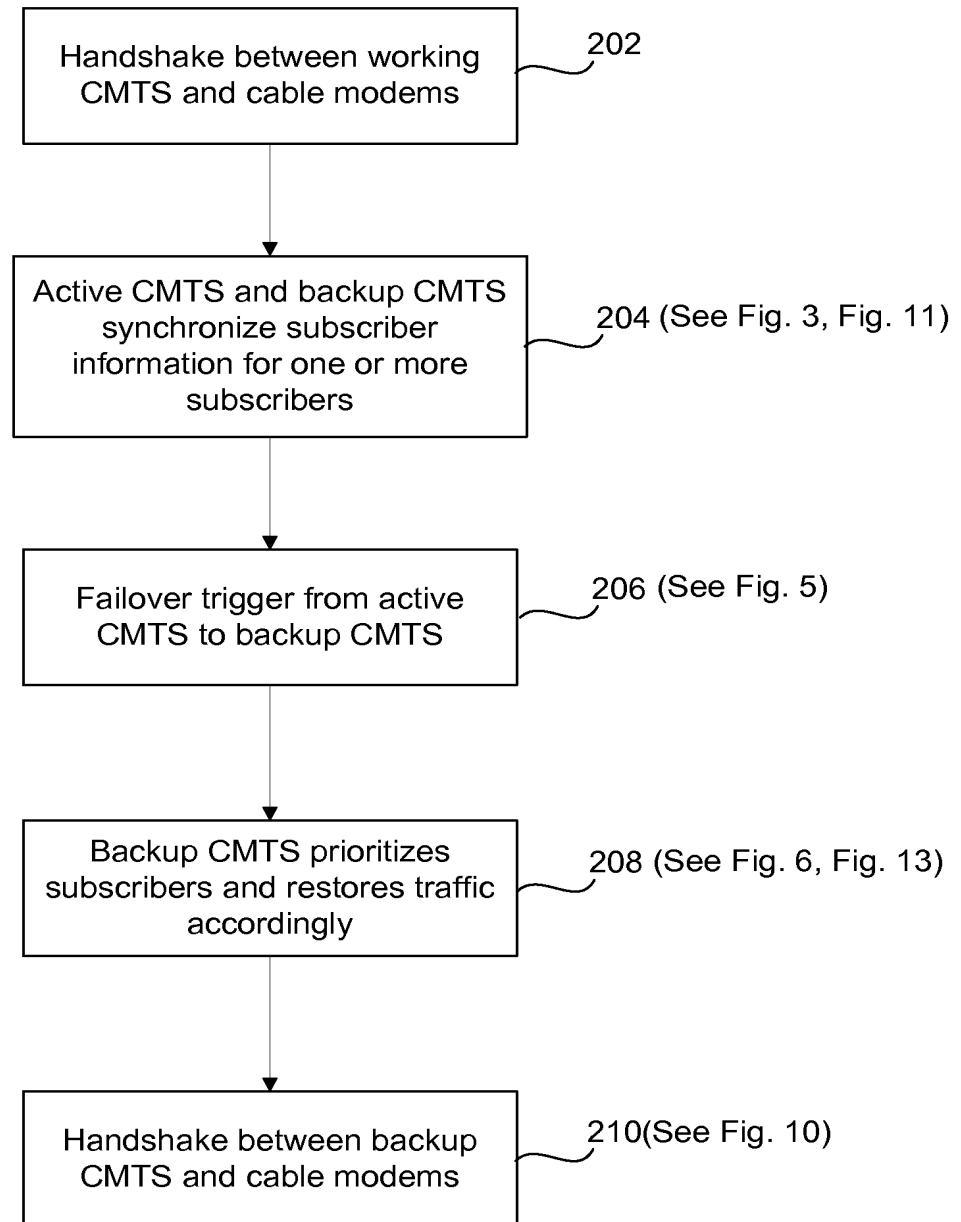 Handshake between working
CMTS and cable modems
202
Active CMTS and backup CMTS
synchronize subscriber
information for one or more
subscribers
204 (See Fig. 3, Fig. 11)
Failover trigger from active
CMTS to backup CMTS
206 (See Fig. 5)
Backup CMTS prioritizes
subscribers and restores traffic
accordingly
208 (See Fig. 6, Fig. 13)
Handshake between backup
CMTS and cable modems
210(See Fig. 10)